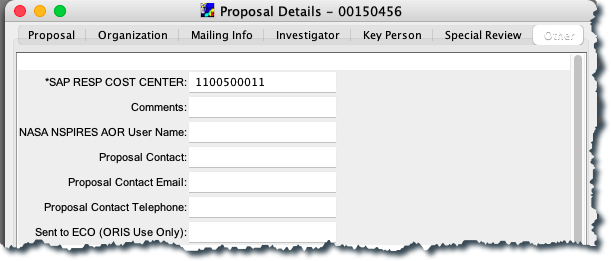 Proposal Details - 00150456
Proposal Organization Mailing Info Investigator Key Person Special Review Other
*SAP RESP COST CENTER: 1100500011
Comments:
NASA NSPIRES AOR User Name:
Proposal Contact:
Proposal Contact Email:
Proposal Contact Telephone:
Sent to ECO (ORIS Use Only):